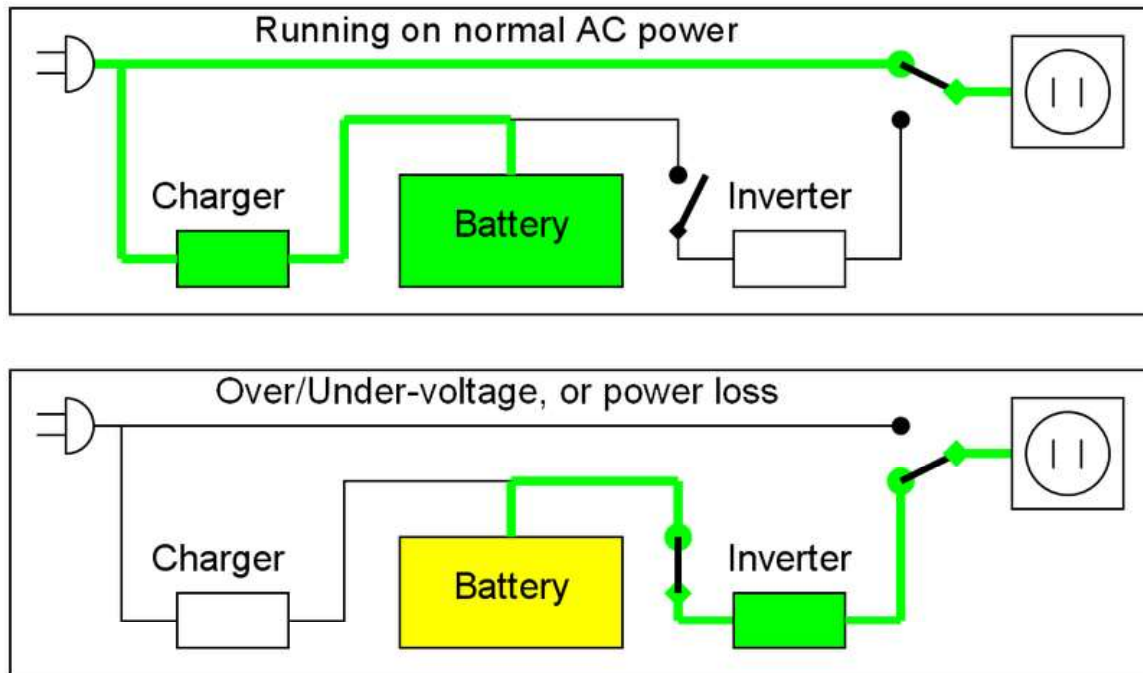 Running on normal AC power
Charger
Battery
Inverter
Over/Under-voltage, or power loss
Charger
Battery
Inverter